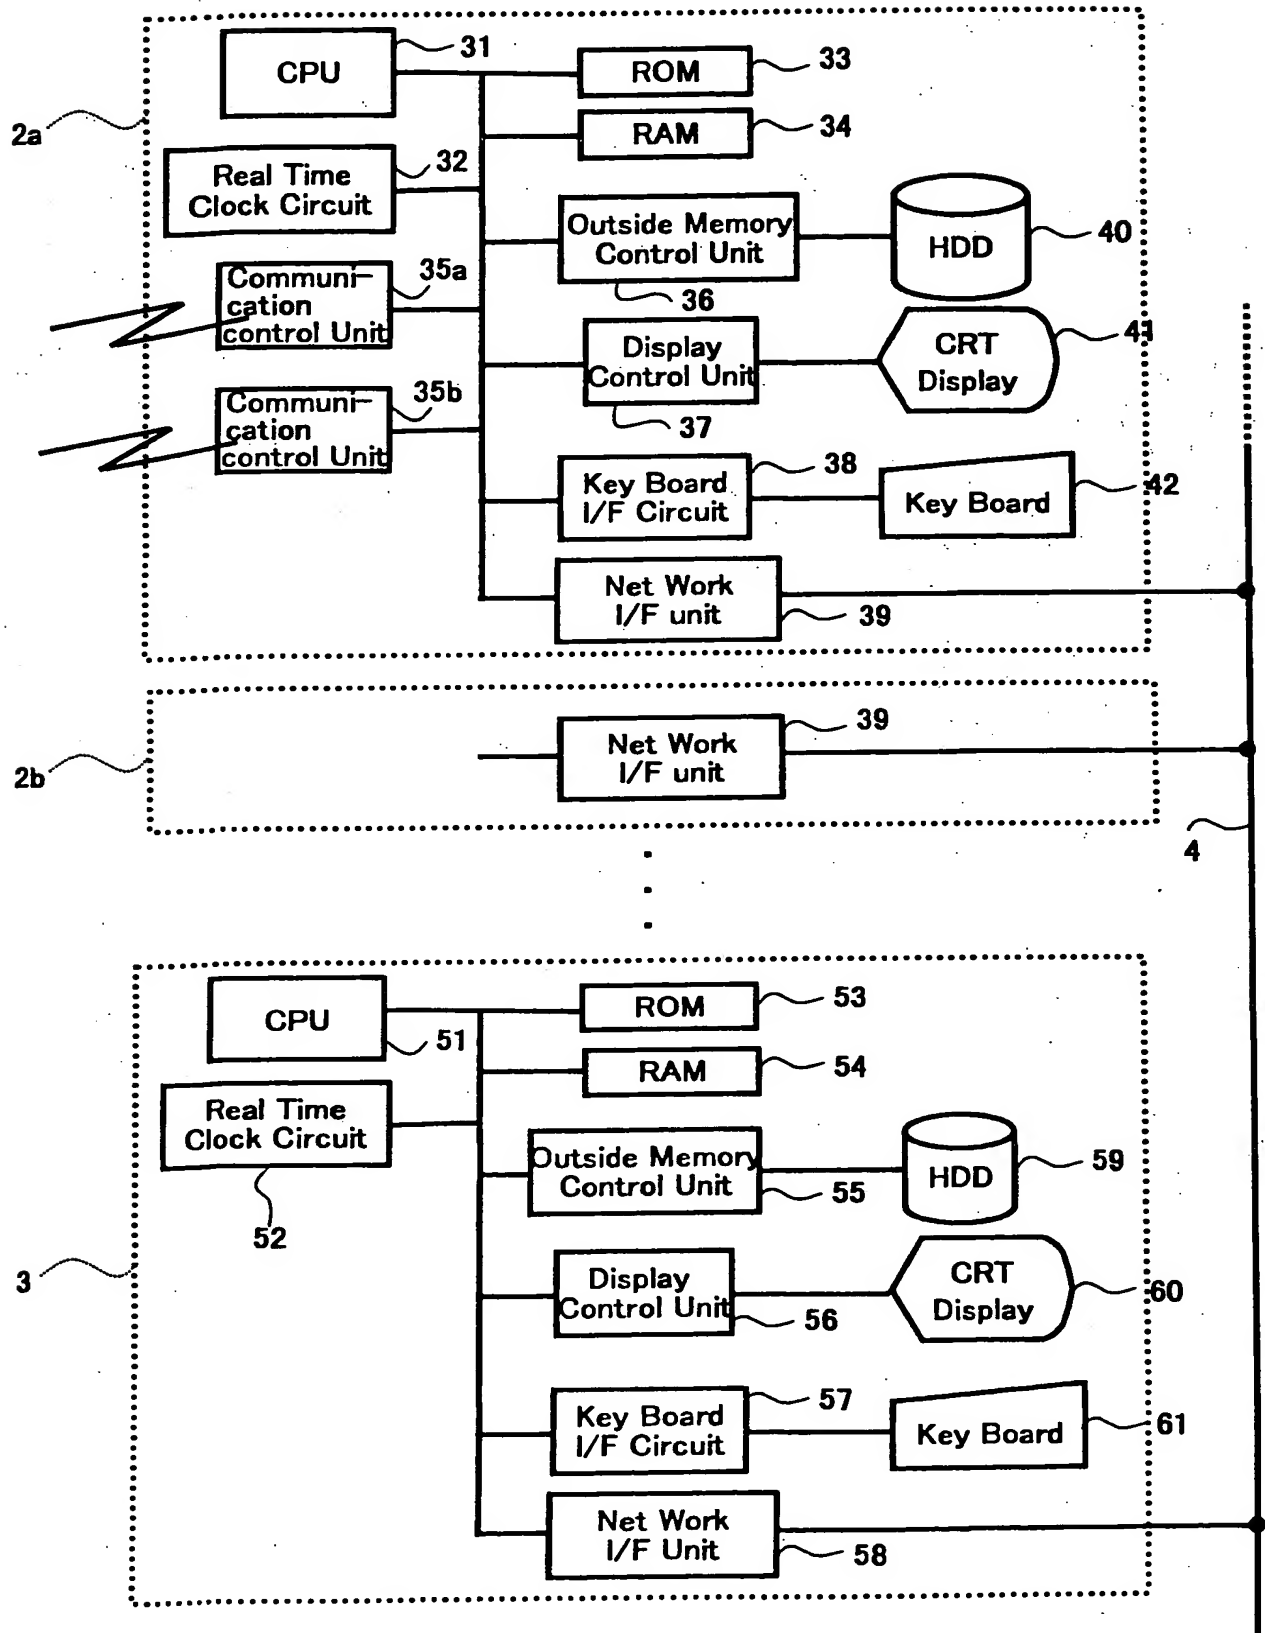 CPU
31
ROM
33
2a
RAM
34
Real Time
Clock Circuit
32
Outside Memory
Control Unit
36
HDD
40
Communi-
cation
control Unit
35a
Display
Control Unit
37
CRT
Display
41
Communi-
cation
control Unit
35b
Key Board
I/F Circuit
38
Key Board
42
Net Work
I/F unit
39
2b
Net Work
I/F unit
39
4
CPU
51
ROM
53
RAM
54
Real Time
Clock Circuit
52
Outside Memory
Control Unit
55
HDD
59
3
Display
Control Unit
56
CRT
Display
60
Key Board
I/F Circuit
57
Key Board
61
Net Work
I/F Unit
58